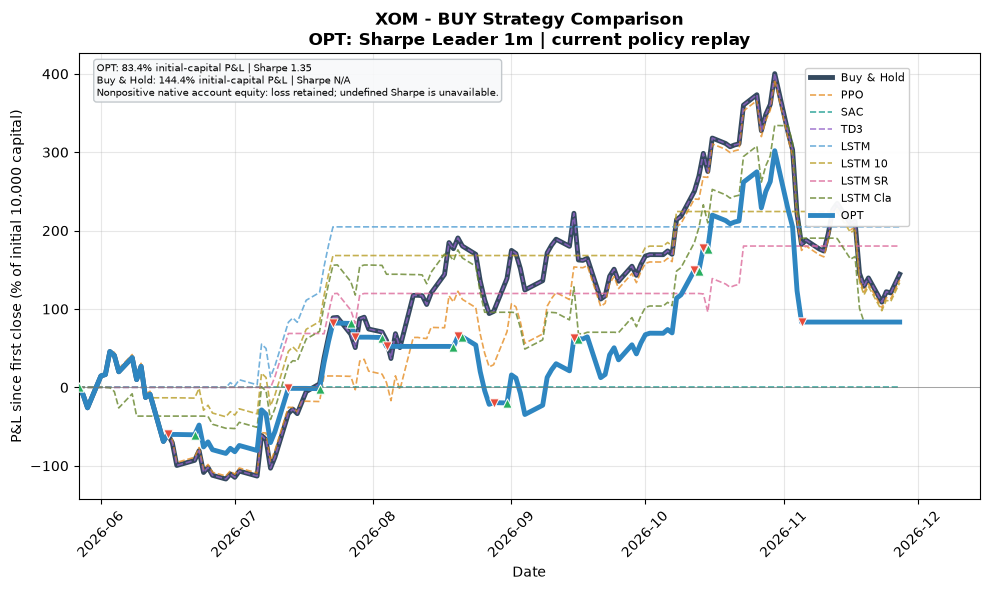 XOM - BUY Strategy Comparison
OPT: Sharpe Leader 1m | current policy replay
OPT: 83.4% initial-capital P&L | Sharpe 1.35
Buy & Hold: 144.4% initial-capital P&L | Sharpe N/A
Nonpositive native account equity: loss retained; undefined Sharpe is unavailable.
Buy & Hold
PPO
SAC
TD3
LSTM
LSTM 10
LSTM SR
LSTM Cla
OPT
P&L since first close (% of initial 10,000 capital)
400
300
200
100
0
−100
2026-06
2026-07
2026-08
2026-09
2026-10
2026-11
2026-12
Date